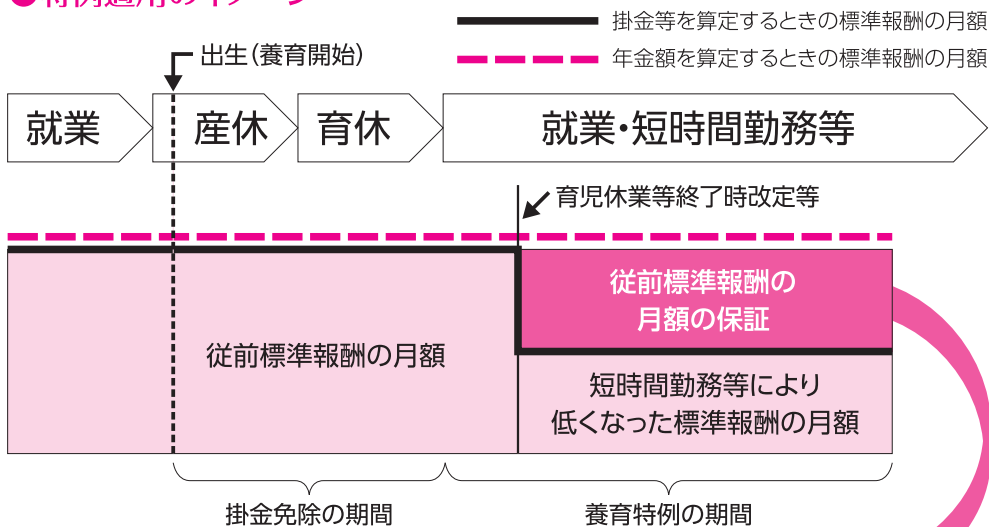 掛金等を算定するときの標準報酬の月額
年金額を算定するときの標準報酬の月額
出生(養育開始)
就業
産休
育休
就業・短時間勤務等
育児休業等終了時改定等
従前標準報酬の
月額の保証
従前標準報酬の月額
短時間勤務等により
低くなった標準報酬の月額
掛金免除の期間
養育特例の期間